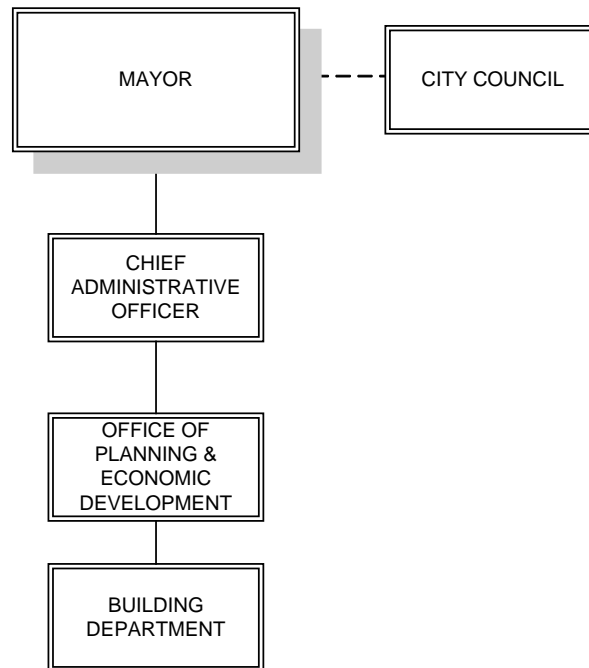 MAYOR
CITY COUNCIL
CHIEF
ADMINISTRATIVE
OFFICER
OFFICE OF
PLANNING &
ECONOMIC
DEVELOPMENT
BUILDING
DEPARTMENT